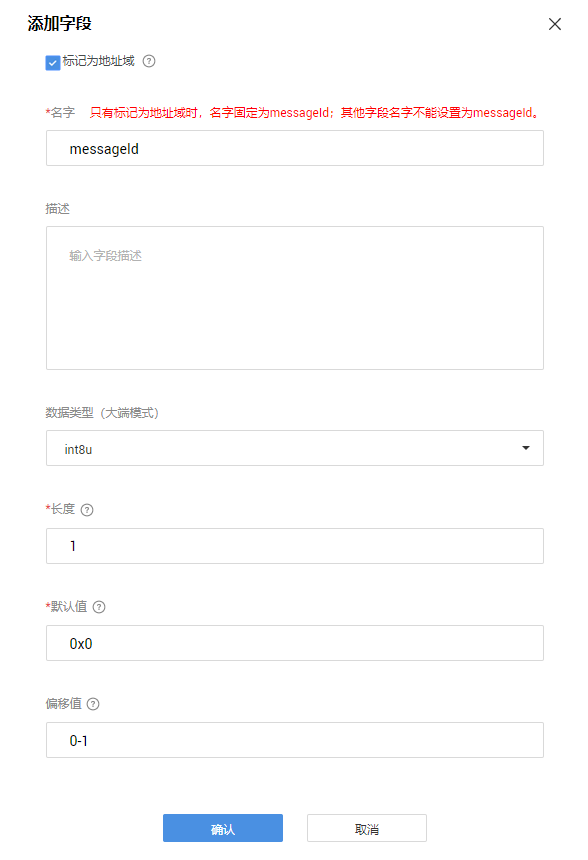 添加字段
标记为地址域
*名字 只有标记为地址域时，名字固定为messageId；其他字段名字不能设置为messageId。
messageId
描述
输入字段描述
数据类型（大端模式）
int8u
*长度
1
*默认值
0x0
偏移值
0-1
确认 取消